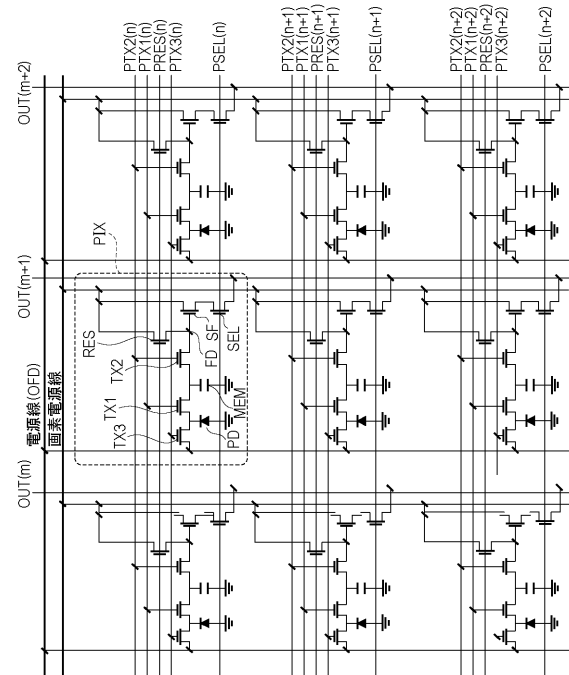 PTX2(n)
PTX1(n)
PRES(n)
PTX3(n)
PSEL(n)
PTX2(n+1)
PTX1(n+1)
PRES(n+1)
PTX3(n+1)
PSEL(n+1)
PTX2(n+2)
PTX1(n+2)
PRES(n+2)
PTX3(n+2)
PSEL(n+2)
OUT(m+2)
PIX
OUT(m+1)
RES
TX2
TX1
TX3
FD
SF
SEL
MEM
PD
電源線(OFD)
画素電源線
OUT(m)